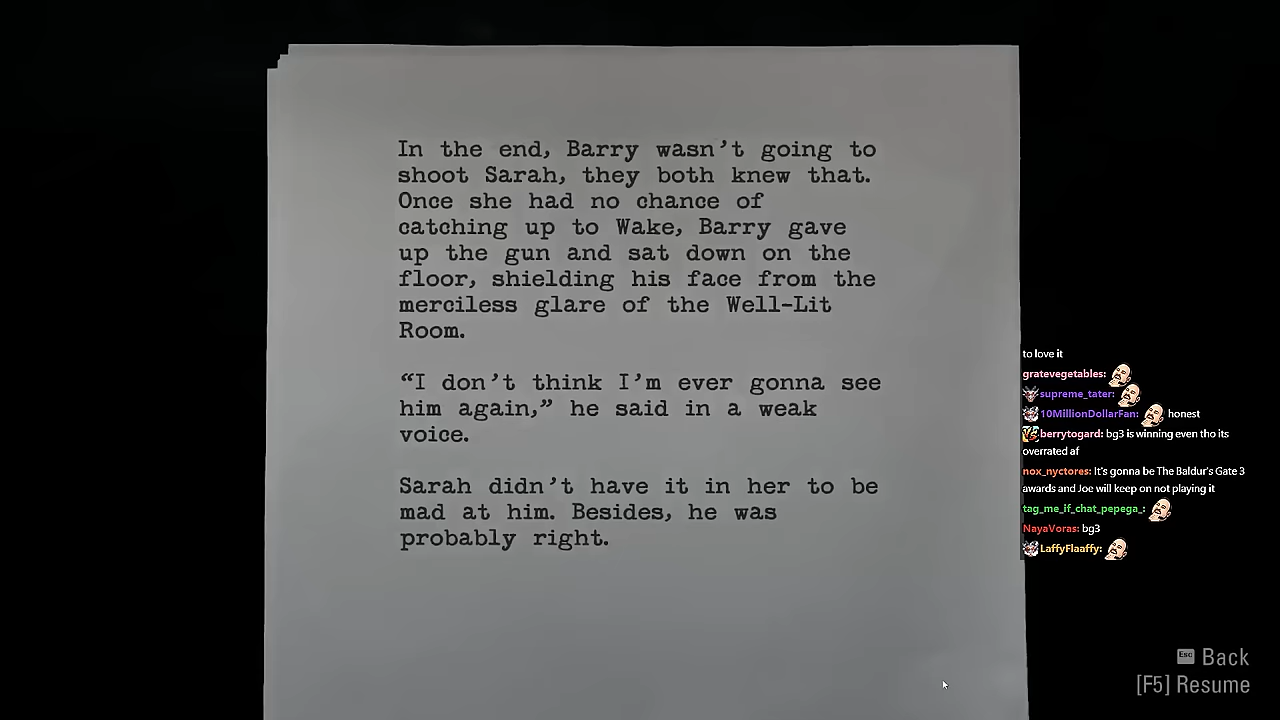 In the end, Barry wasn't going to
shoot Sarah, they both knew that.
Once she had no chance of
catching up to Wake, Barry gave
up the gun and sat down on the
floor, shielding his face from the
merciless glare of the Well-Lit
Room.
“I don't think I'm ever gonna see
him again,” he said in a weak
voice.
Sarah didn't have it in her to be
mad at him. Besides, he was
probably right.
to love it
gratevegetables:
supreme_tater:
10MillionDollarFan: honest
berrytogard: bg3 is winning even tho its
overrated af
nox_nyctores: It's gonna be The Baldur's Gate 3
awards and Joe will keep on not playing it
tag_me_if_chat_pepega_:
NayaVoras: bg3
LaffyFlaaffy:
Esc Back
[F5] Resume